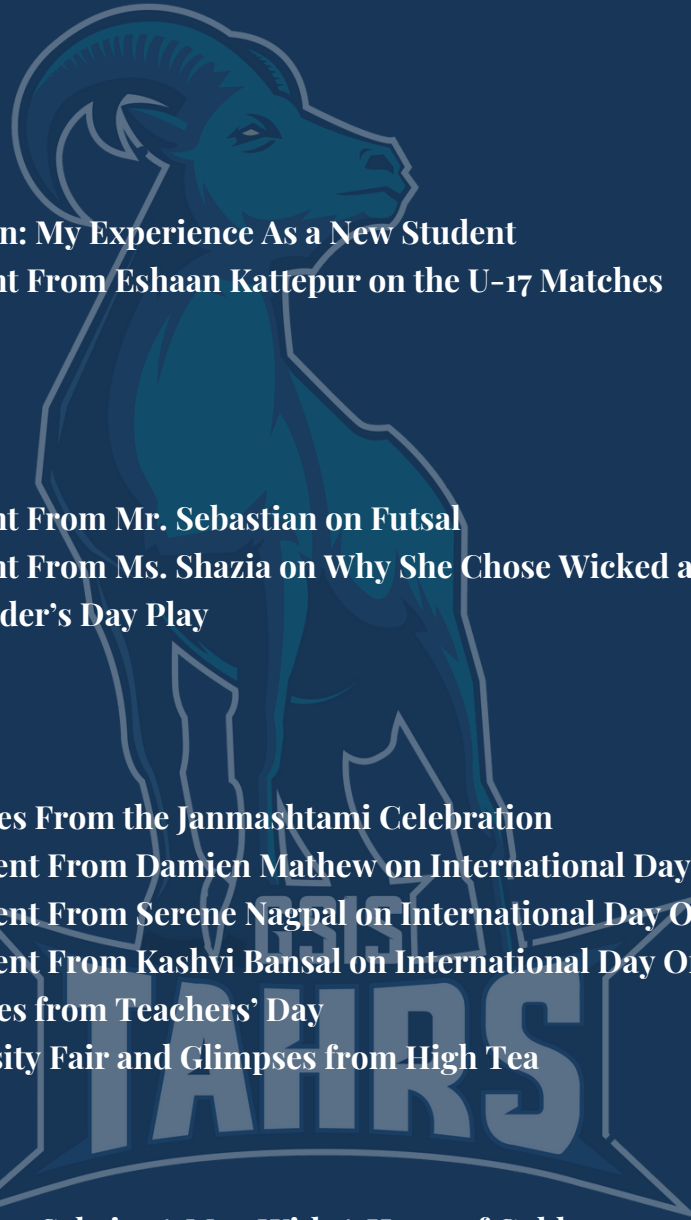 n: My Experience As a New Student
nt From Eshaan Kattepur on the U-17 Matches
nt From Mr. Sebastian on Futsal
nt From Ms. Shazia on Why She Chose Wicked a
der’s Day Play
es From the Janmashtami Celebration
ent From Damien Mathew on International Day
ent From Serene Nagpal on International Day O
ent From Kashvi Bansal on International Day O
es from Teachers’ Day
sity Fair and Glimpses from High Tea
GSIS
TAHRS